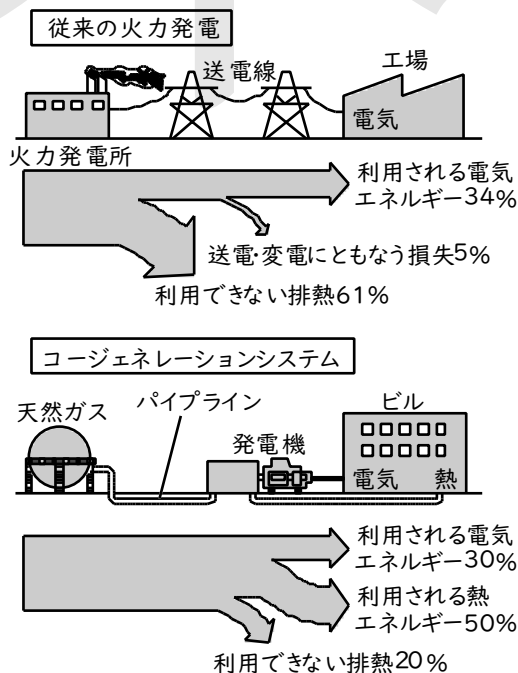 従来の火力発電
送電線
工場
電気
火力発電所
利用される電気
エネルギー34%
送電・変電にともなう損失5%
利用できない排熱61%
コージェネレーションシステム
天然ガス
パイプライン
ビル
発電機
電気
熱
利用される電気
エネルギー30%
利用される熱
エネルギー50%
利用できない排熱20%